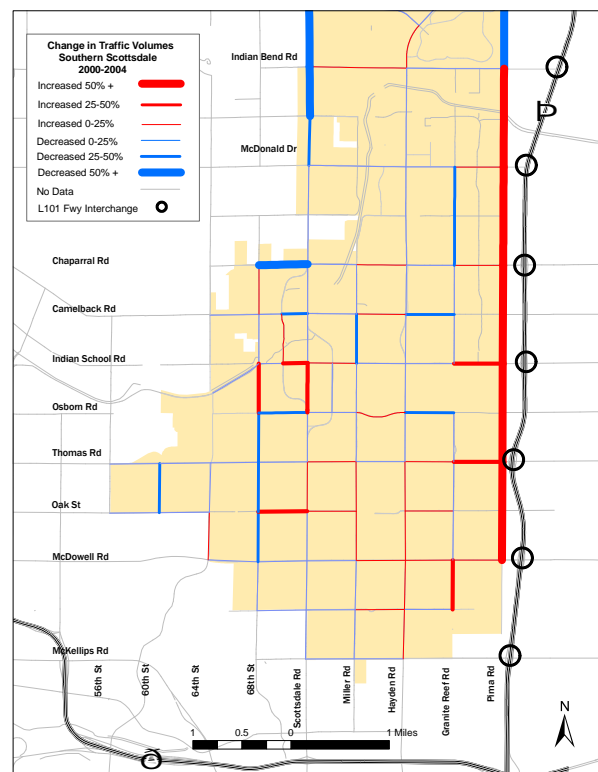 Change in Traffic Volumes
Southern Scottsdale
2000-2004
Increased 50% +
Increased 25-50%
Increased 0-25%
Decreased 0-25%
Decreased 25-50%
Decreased 50% +
No Data
L101 Fwy Interchange
Indian Bend Rd
McDonald Dr
Chaparral Rd
Camelback Rd
Indian School Rd
Osborn Rd
Thomas Rd
Oak St
McDowell Rd
McKellips Rd
56th St
60th St
64th St
68th St
Scottsdale Rd
Miller Rd
Hayden Rd
Granite Reef Rd
Pima Rd
N
1 0.5 0 1 Miles